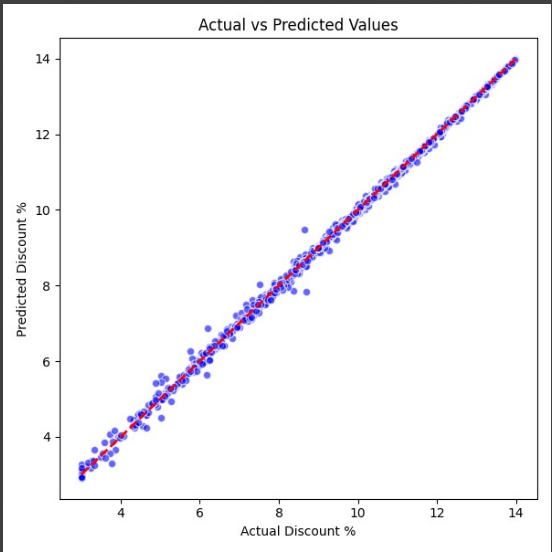 Actual vs Predicted Values
14
12
10
8
6
4
Predicted Discount %
4 6 8 10 12 14
Actual Discount %